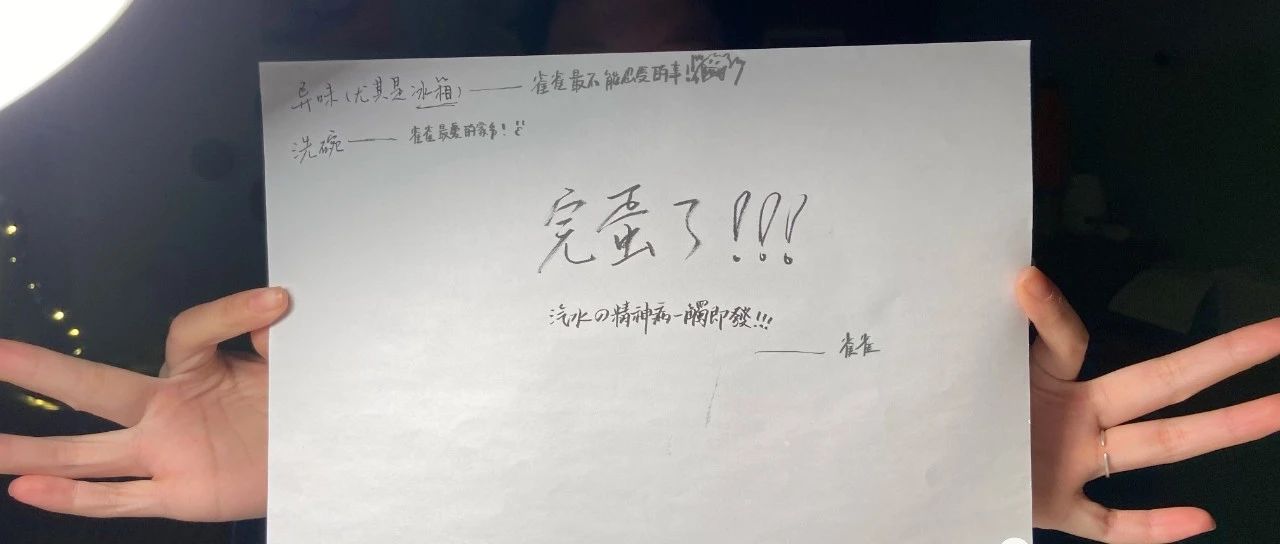 异味(尤其是冰箱)——雀雀最不能忍受的事!
洗碗——雀雀最爱的家务!
完蛋了!!!
汽水の精神病一觸即發!!!
——雀雀